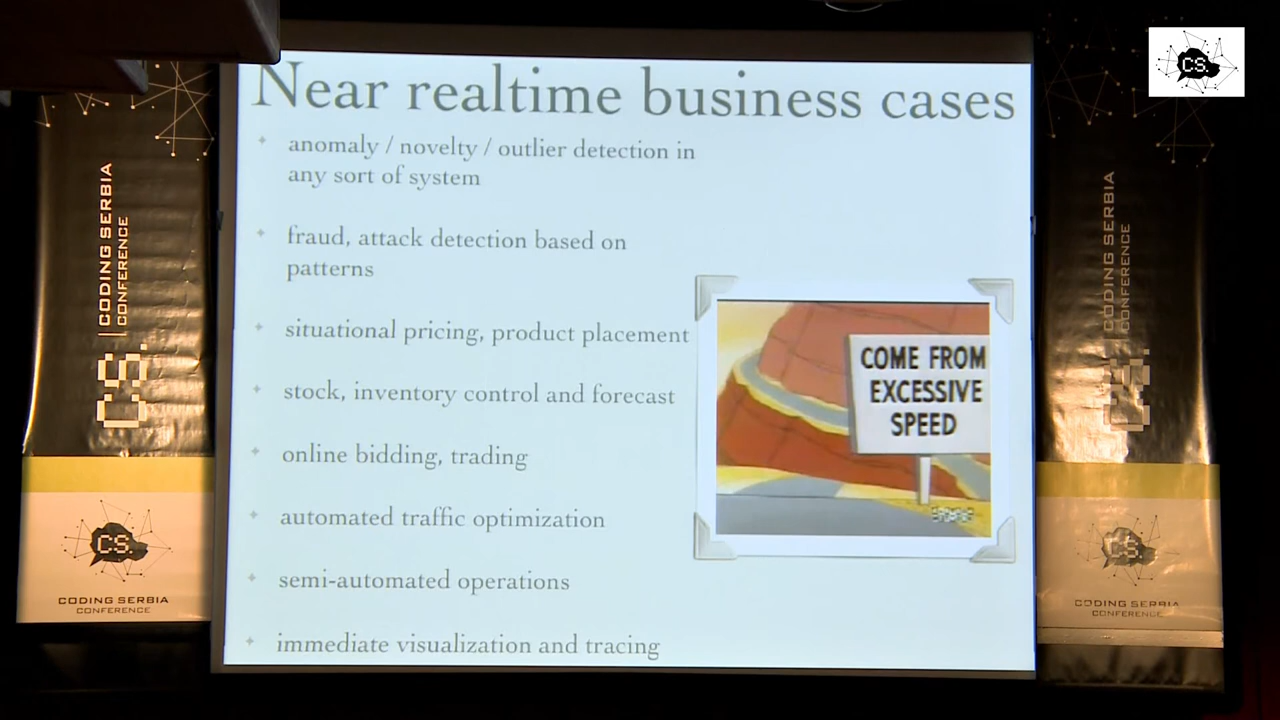 Near realtime business cases
anomaly / novelty / outlier detection in
any sort of system
fraud, attack detection based on
patterns
situational pricing, product placement
stock, inventory control and forecast
online bidding, trading
automated traffic optimization
semi-automated operations
immediate visualization and tracing
COME FROM
EXCESSIVE
SPEED
CS. | CODING SERBIA
CONFERENCE
CS.
CODING SERBIA
CONFERENCE
CS. | CODING SERBIA
CONFERENCE
CS.
CODING SERBIA
CONFERENCE
CS.